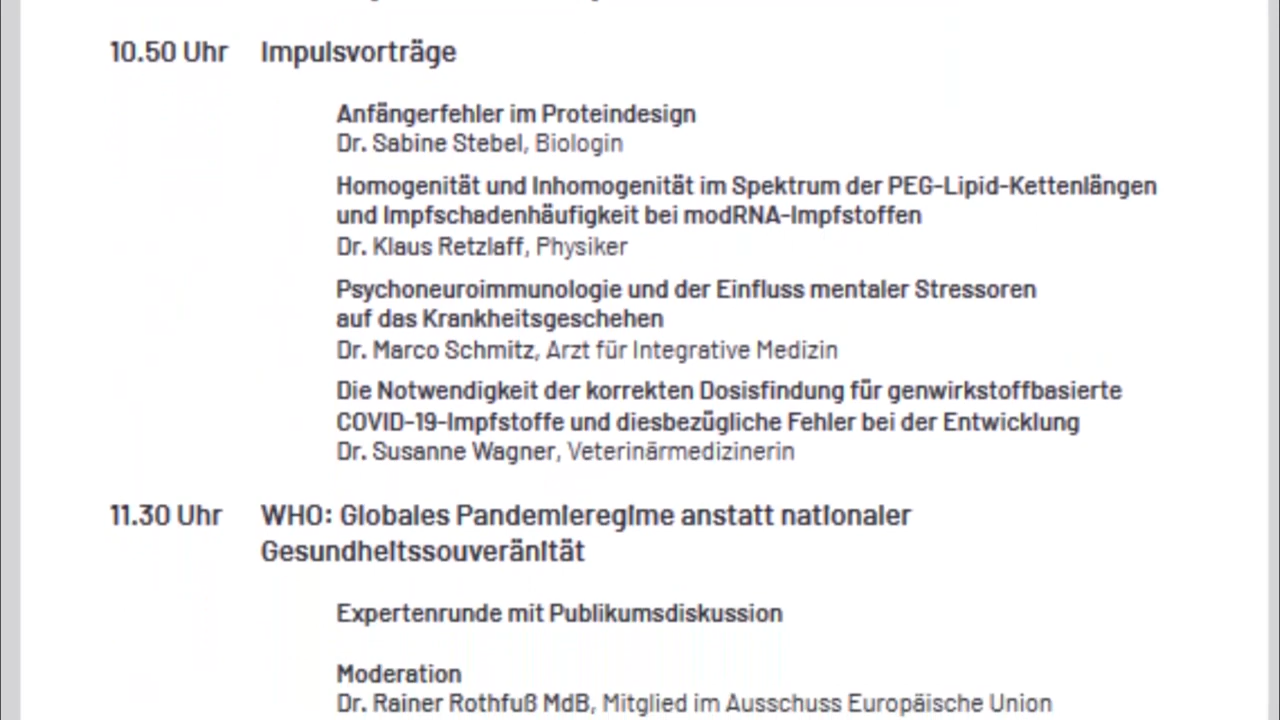 10.50 Uhr Impulsvorträge
Anfängerfehler im Proteindesign
Dr. Sabine Stebel, Biologin
Homogenität und Inhomogenität im Spektrum der PEG-Lipid-Kettenlängen
und Impfschadenhäufigkeit bei modRNA-Impfstoffen
Dr. Klaus Retzlaff, Physiker
Psychoneuroimmunologie und der Einfluss mentaler Stressoren
auf das Krankheitsgeschehen
Dr. Marco Schmitz, Arzt für Integrative Medizin
Die Notwendigkeit der korrekten Dosisfindung für genwirkstoffbasierte
COVID-19-Impfstoffe und diesbezügliche Fehler bei der Entwicklung
Dr. Susanne Wagner, Veterinärmedizinerin
11.30 Uhr WHO: Globales Pandemieregime anstatt nationaler
Gesundheitssouveränität
Expertenrunde mit Publikumsdiskussion
Moderation
Dr. Rainer Rothfuß MdB, Mitglied im Ausschuss Europäische Union